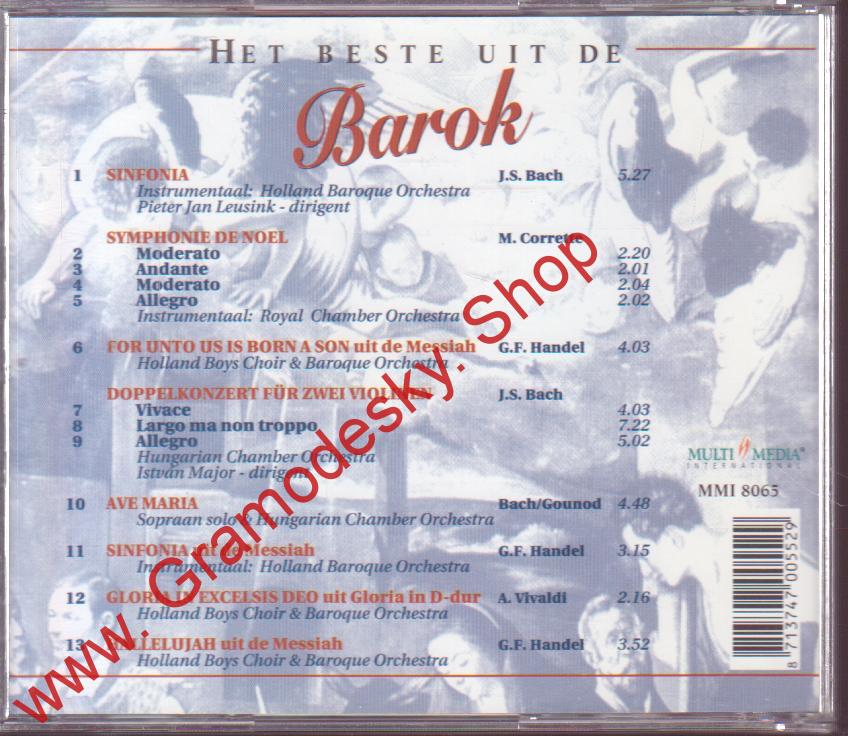 HET BESTE UIT DE
Barok
1 SINFONIA J.S. Bach 5.27
Instrumentaal: Holland Baroque Orchestra
Pieter Jan Leusink - dirigent
SYMPHONIE DE NOEL M. Corrette
2 Moderato 2.20
3 Andante 2.01
4 Moderato 2.04
5 Allegro 2.02
Instrumentaal: Royal Chamber Orchestra
6 FOR UNTO US IS BORN A SON uit de Messiah G.F. Handel 4.03
Holland Boys Choir & Baroque Orchestra
DOPPELKONZERT FÜR ZWEI VIOLINEN J.S. Bach
7 Vivace 4.03
8 Largo ma non troppo 7.22
9 Allegro 5.02
Hungarian Chamber Orchestra
István Major - dirigent
10 AVE MARIA Bach/Gounod 4.48
Sopraan solo & Hungarian Chamber Orchestra
11 SINFONIA uit de Messiah G.F. Handel 3.15
Instrumentaal: Holland Baroque Orchestra
12 GLORIA IN EXCELSIS DEO uit Gloria in D-dur A. Vivaldi 2.16
Holland Boys Choir & Baroque Orchestra
13 HALLELUJAH uit de Messiah G.F. Handel 3.52
Holland Boys Choir & Baroque Orchestra
MULTI MEDIA
INTERNATIONAL
MMI 8065
8 713747 005529
www. Gramodesky. Shop